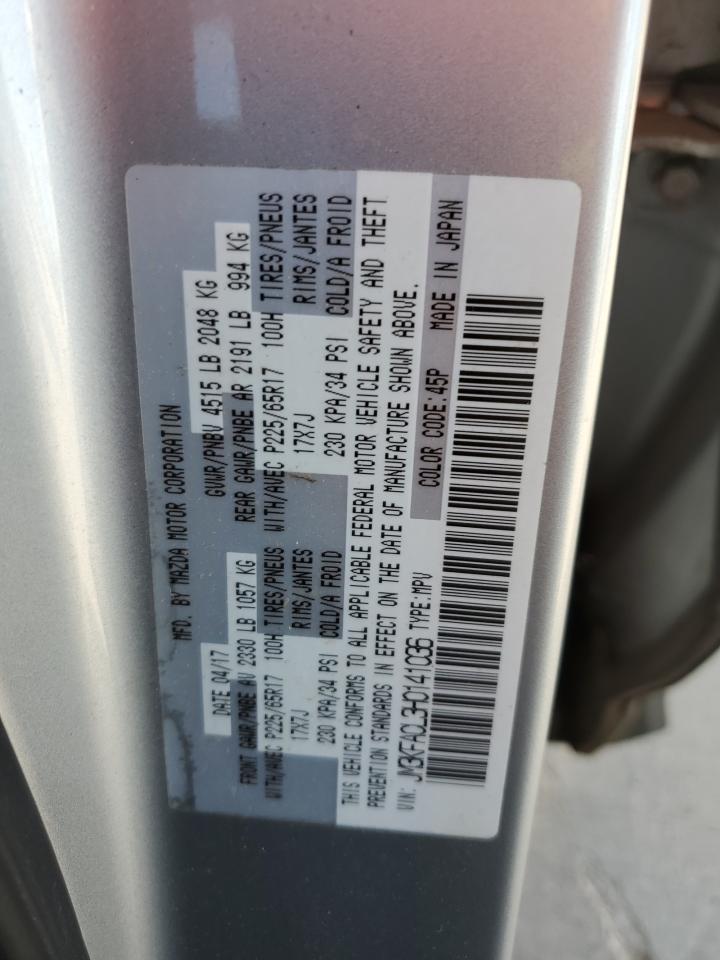 MFD. BY MAZDA MOTOR CORPORATION
DATE 04/17 GVWR/PNBV 4515 LB 2048 KG
FRONT GAWR/PNBE AV 2330 LB 1057 KG REAR GAWR/PNBE AR 2191 LB 994 KG
WITH/AVEC P225/65R17 100H TIRES/PNEUS WITH/AVEC P225/65R17 100H TIRES/PNEUS
17X7J RIMS/JANTES 17X7J RIMS/JANTES
230 KPA/34 PSI COLD/A FROID 230 KPA/34 PSI COLD/A FROID
THIS VEHICLE CONFORMS TO ALL APPLICABLE FEDERAL MOTOR VEHICLE SAFETY AND THEFT
PREVENTION STANDARDS IN EFFECT ON THE DATE OF MANUFACTURE SHOWN ABOVE.
VIN: JM3KFACL3H0141036 TYPE:MPV COLOR CODE:45P MADE IN JAPAN